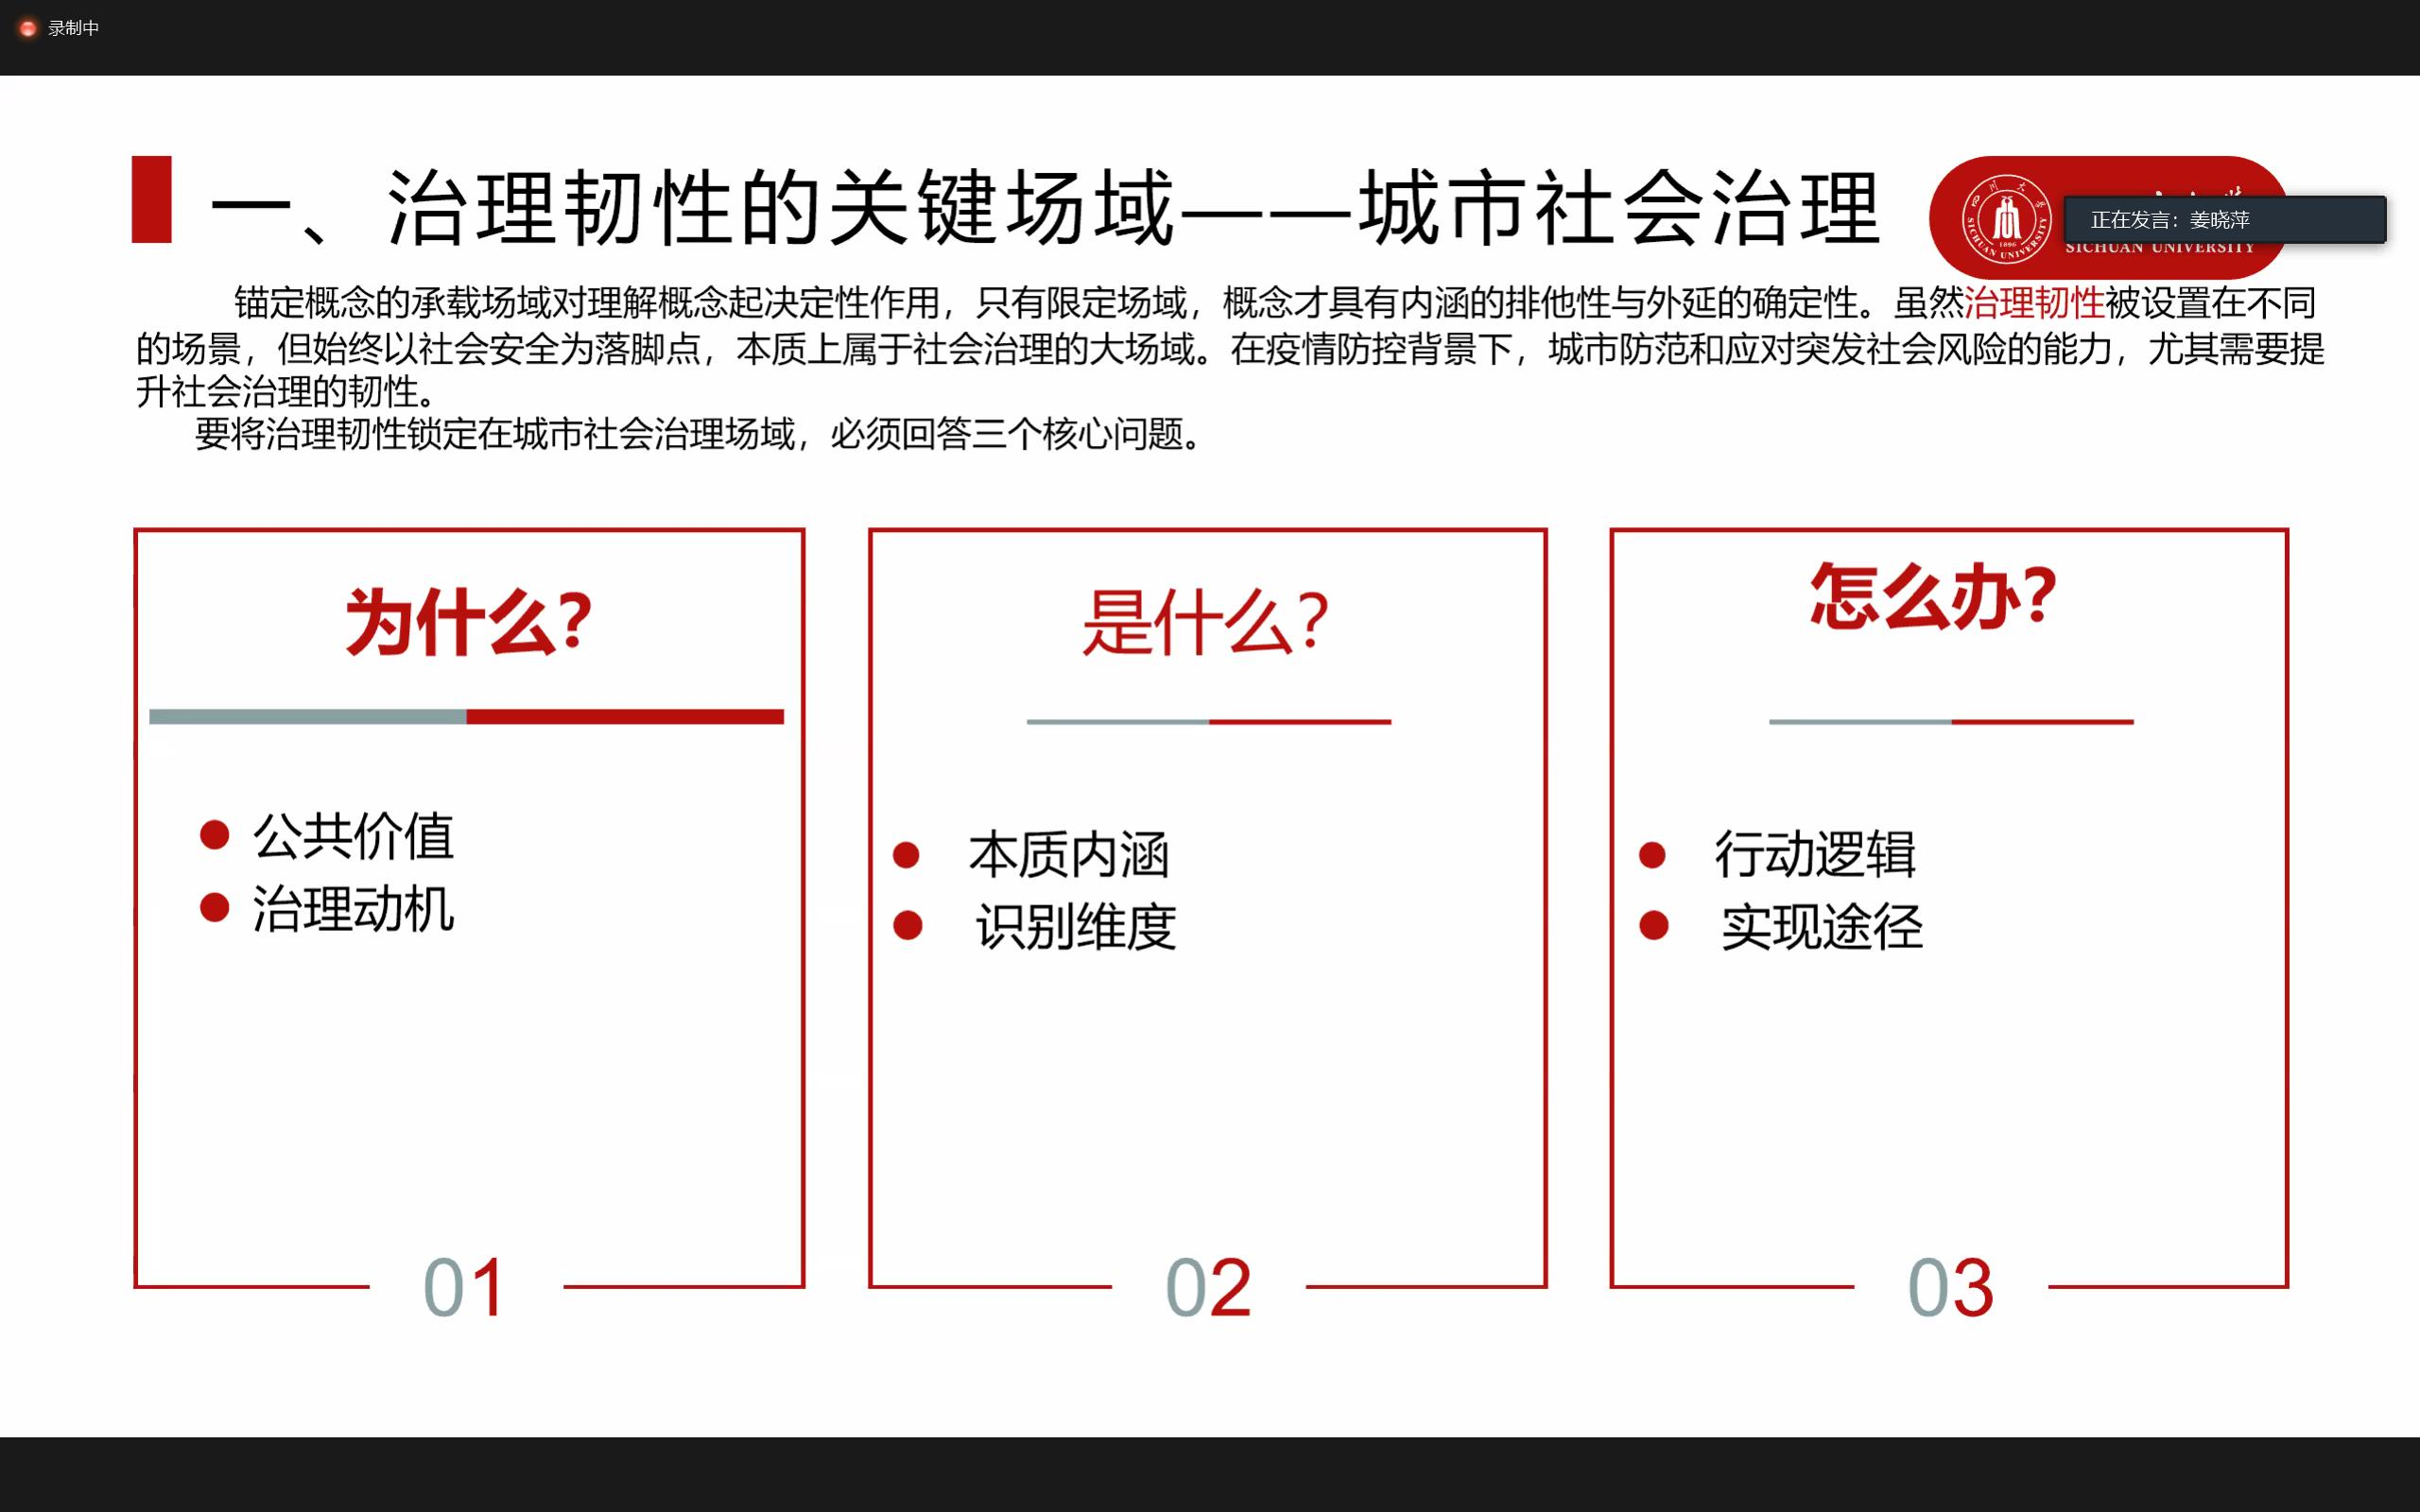 录制中
一、治理韧性的关键场域——城市社会治理
正在发言：姜晓萍
SICHUAN UNIVERSITY
1896
SICHUAN UNIVERSITY
锚定概念的承载场域对理解概念起决定性作用，只有限定场域，概念才具有内涵的排他性与外延的确定性。虽然治理韧性被设置在不同
的场景，但始终以社会安全为落脚点，本质上属于社会治理的大场域。在疫情防控背景下，城市防范和应对突发社会风险的能力，尤其需要提
升社会治理的韧性。
要将治理韧性锁定在城市社会治理场域，必须回答三个核心问题。
为什么？
公共价值
治理动机
01
是什么？
本质内涵
识别维度
02
怎么办？
行动逻辑
实现途径
03